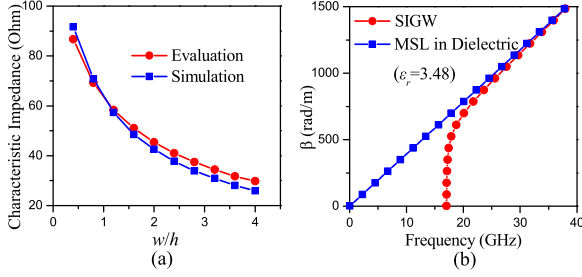 100
80
60
40
20
0
1
2
3
4
Characteristic Impedance (Ohm)
Evaluation
Simulation
w/h
(a)
1500
1000
500
0
0
10
20
30
40
β (rad/m)
SIGW
MSL in Dielectric
(εr=3.48)
Frequency (GHz)
(b)